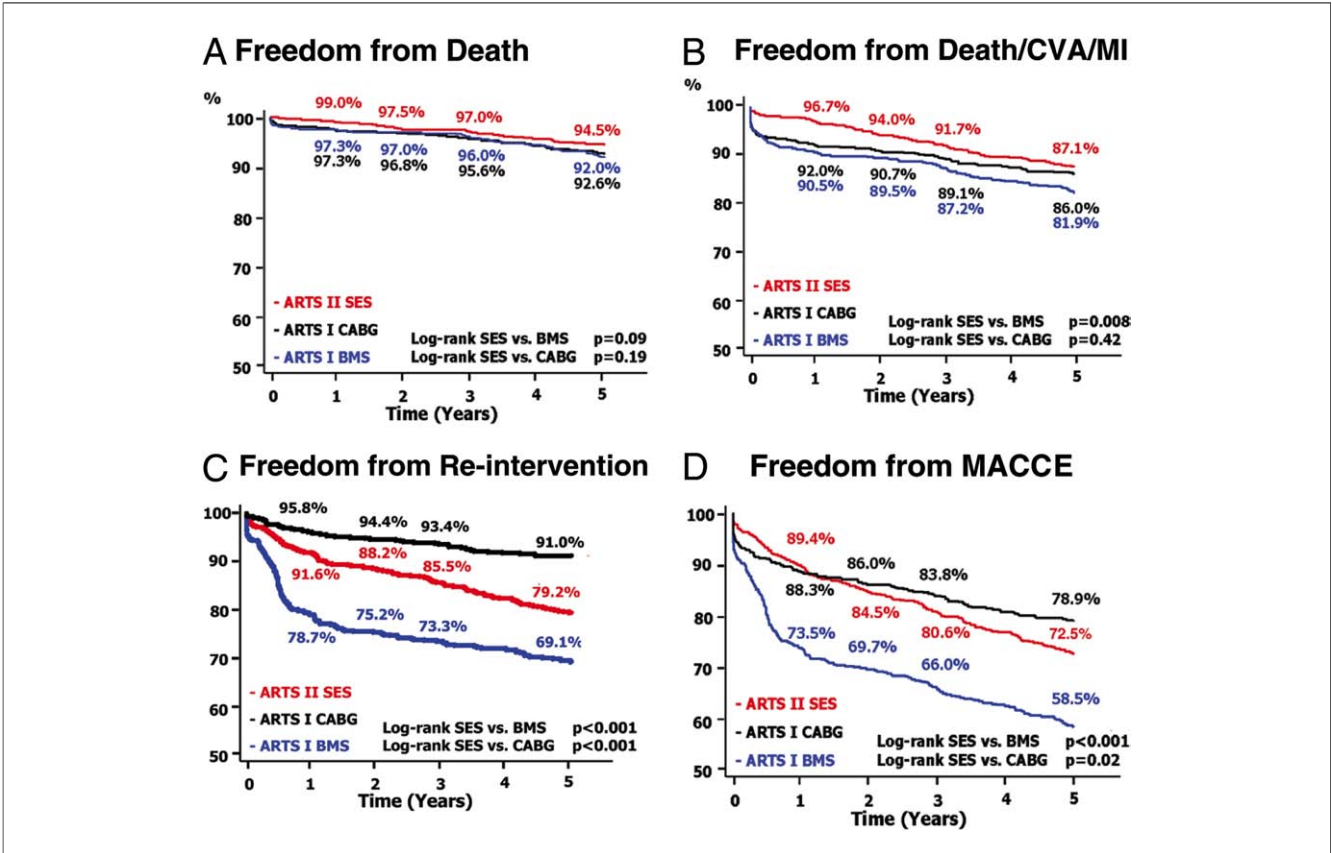 A Freedom from Death
%
100
99.0%
97.5%
97.0%
94.5%
97.3%
97.0%
96.0%
92.0%
97.3%
96.8%
95.6%
92.6%
90
80
70
60
50
- ARTS II SES
- ARTS I CABG
- ARTS I BMS
Log-rank SES vs. BMS p=0.09
Log-rank SES vs. CABG p=0.19
0 1 2 3 4 5
Time (Years)
B Freedom from Death/CVA/MI
%
100
96.7%
94.0%
91.7%
87.1%
92.0%
90.7%
89.1%
86.0%
90.5%
89.5%
87.2%
81.9%
90
80
70
60
50
- ARTS II SES
- ARTS I CABG
- ARTS I BMS
Log-rank SES vs. BMS p=0.008
Log-rank SES vs. CABG p=0.42
0 1 2 3 4 5
Time (Years)
C Freedom from Re-intervention
100
95.8%
94.4%
93.4%
91.0%
90
91.6%
88.2%
85.5%
79.2%
80
78.7%
75.2%
73.3%
69.1%
70
60
50
- ARTS II SES
- ARTS I CABG
- ARTS I BMS
Log-rank SES vs. BMS p<0.001
Log-rank SES vs. CABG p<0.001
0 1 2 3 4 5
Time (Years)
D Freedom from MACCE
100
89.4%
86.0%
83.8%
78.9%
90
88.3%
84.5%
80.6%
72.5%
80
73.5%
69.7%
66.0%
58.5%
70
60
50
- ARTS II SES
- ARTS I CABG
- ARTS I BMS
Log-rank SES vs. BMS p<0.001
Log-rank SES vs. CABG p=0.02
0 1 2 3 4 5
Time (Years)